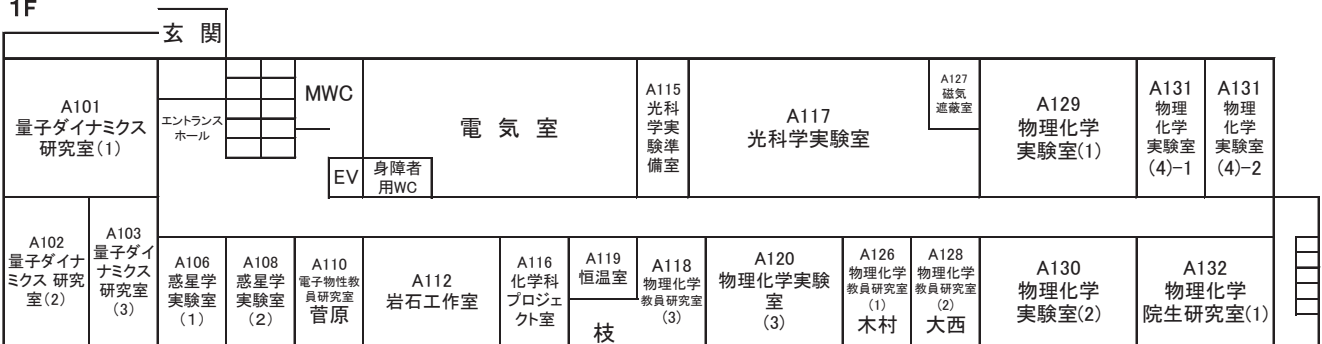 1F
玄 関
A101
量子ダイナミクス
研究室(1)
エントランス
ホール
MWC
EV
身障者
用WC
電 気 室
A115
光科
学実
験準
備室
A117
光科学実験室
A127
磁気
遮蔽室
A129
物理化学
実験室(1)
A131
物理
化学
実験室
(4)-1
A131
物理
化学
実験室
(4)-2
A102
量子ダイナ
ミクス 研究
室(2)
A103
量子ダイ
ナミクス
研究室
(3)
A106
惑星学
実験室
(1)
A108
惑星学
実験室
(2)
A110
電子物性教
員研究室
菅原
A112
岩石工作室
A116
化学科
プロジェ
クト室
A119
恒温室
枝
A118
物理化学
教員研究室
(3)
A120
物理化学実験
室
(3)
A126
物理化学
教員研究室
(1)
木村
A128
物理化学
教員研究室
(2)
大西
A130
物理化学
実験室(2)
A132
物理化学
院生研究室(1)